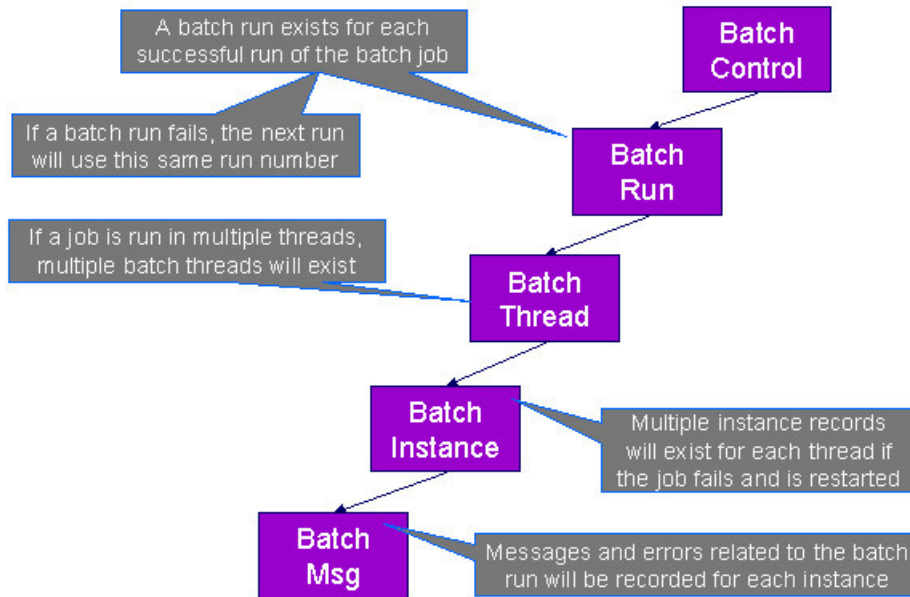 A batch run exists for each
successful run of the batch job
Batch
Control
If a batch run fails, the next run
will use this same run number
Batch
Run
If a job is run in multiple threads,
multiple batch threads will exist
Batch
Thread
Batch
Instance
Multiple instance records
will exist for each thread if
the job fails and is restarted
Batch
Msg
Messages and errors related to the batch
run will be recorded for each instance